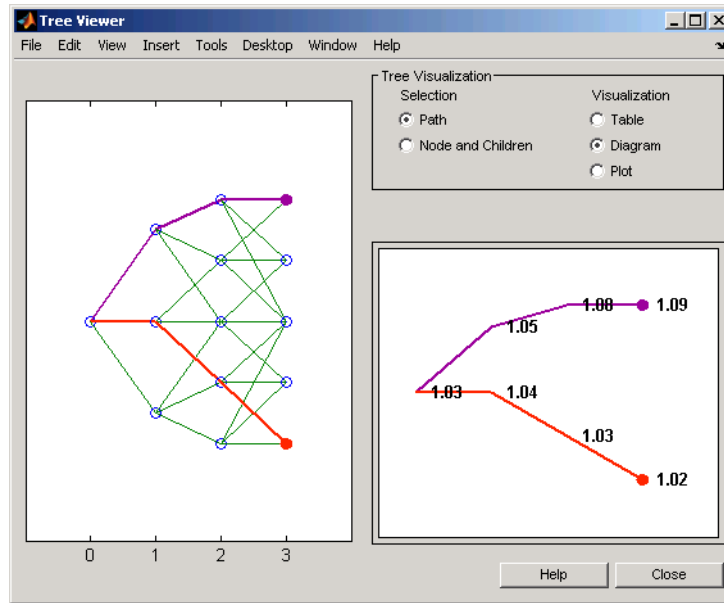 Tree Viewer
File Edit View Insert Tools Desktop Window Help
Tree Visualization
Selection Visualization
Path Table
Node and Children Diagram
Plot
1.08 1.09
1.05
1.03 1.04
1.03
1.02
0 1 2 3
Help Close